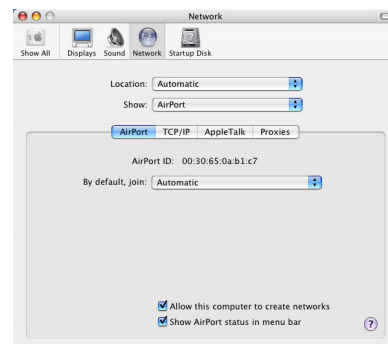 Network
Show All Displays Sound Network Startup Disk
Location: Automatic
Show: AirPort
AirPort TCP/IP AppleTalk Proxies
AirPort ID: 00:30:65:0a:b1:c7
By default, join: Automatic
Allow this computer to create networks
Show AirPort status in menu bar
?